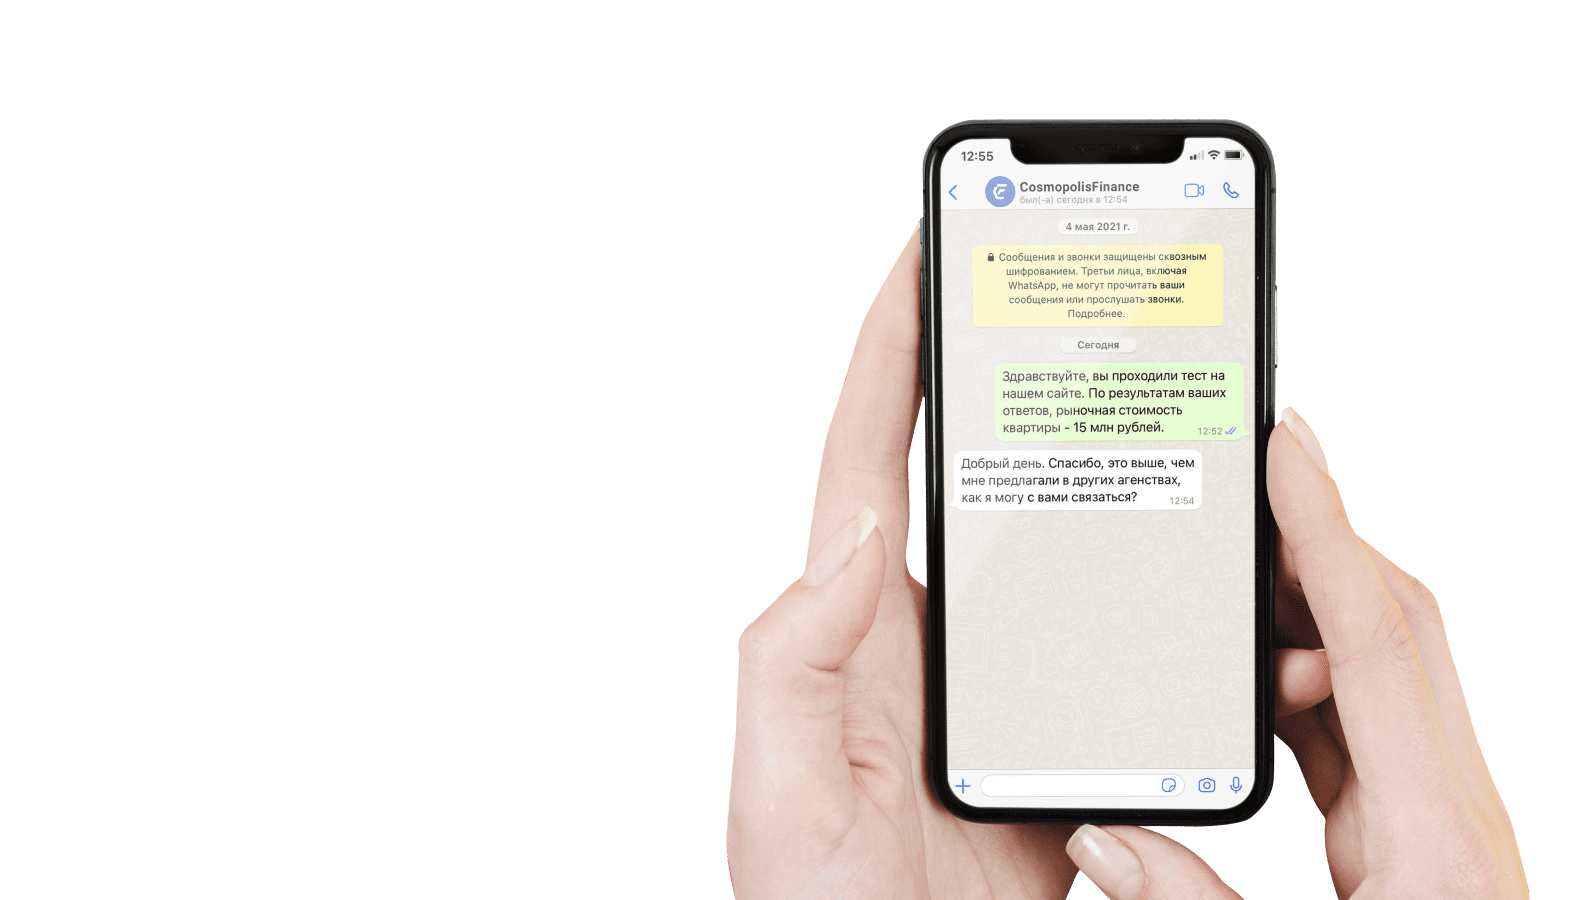 12:55
CosmopolisFinance
был(-а) сегодня в 12:54
4 мая 2021 г.
Сообщения и звонки защищены сквозным
шифрованием. Третьи лица, включая
WhatsApp, не могут прочитать ваши
сообщения или прослушать звонки.
Подробнее.
Сегодня
Здравствуйте, вы проходили тест на
нашем сайте. По результатам ваших
ответов, рыночная стоимость
квартиры - 15 млн рублей.
12:52
Добрый день. Спасибо, это выше, чем
мне предлагали в других агенствах,
как я могу с вами связаться?
12:54